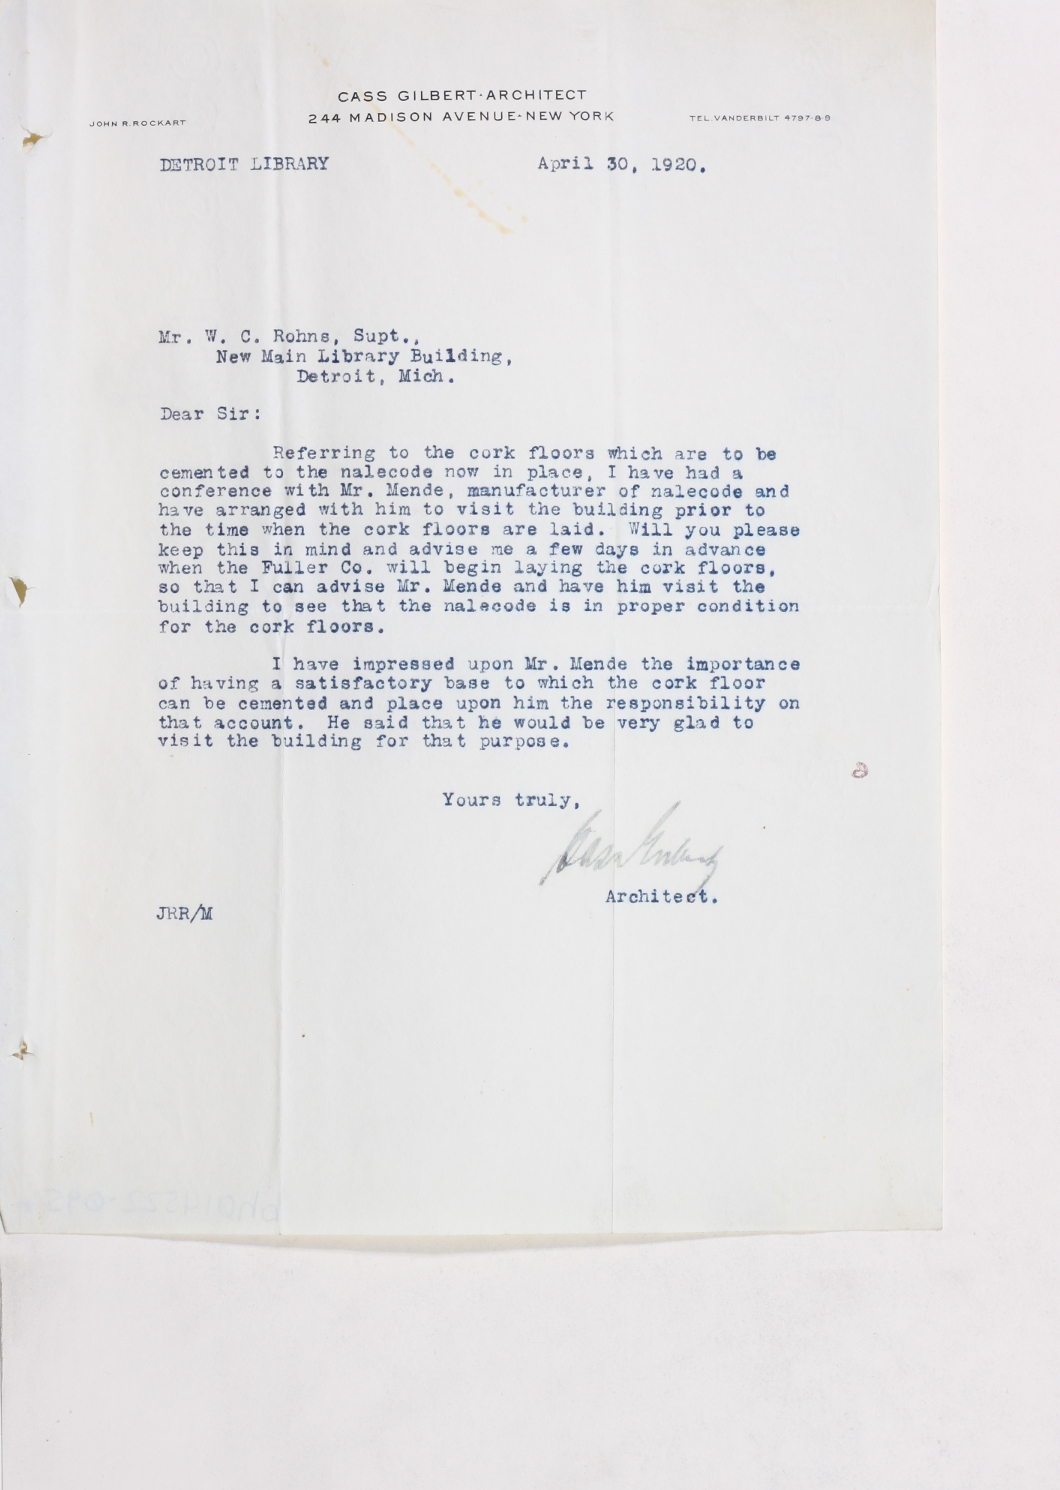 CASS GILBERT·ARCHITECT
244 MADISON AVENUE·NEW YORK
JOHN R. ROCKART
TEL. VANDERBILT 4797-8-9
DETROIT LIBRARY April 30, 1920.
Mr. W. C. Rohns, Supt.,
New Main Library Building,
Detroit, Mich.
Dear Sir:
Referring to the cork floors which are to be
cemented to the nalecode now in place, I have had a
conference with Mr. Mende, manufacturer of nalecode and
have arranged with him to visit the building prior to
the time when the cork floors are laid. Will you please
keep this in mind and advise me a few days in advance
when the Fuller Co. will begin laying the cork floors,
so that I can advise Mr. Mende and have him visit the
building to see that the nalecode is in proper condition
for the cork floors.
I have impressed upon Mr. Mende the importance
of having a satisfactory base to which the cork floor
can be cemented and place upon him the responsibility on
that account. He said that he would be very glad to
visit the building for that purpose.
Yours truly,
Cass Gilbert
Architect.
JRR/M